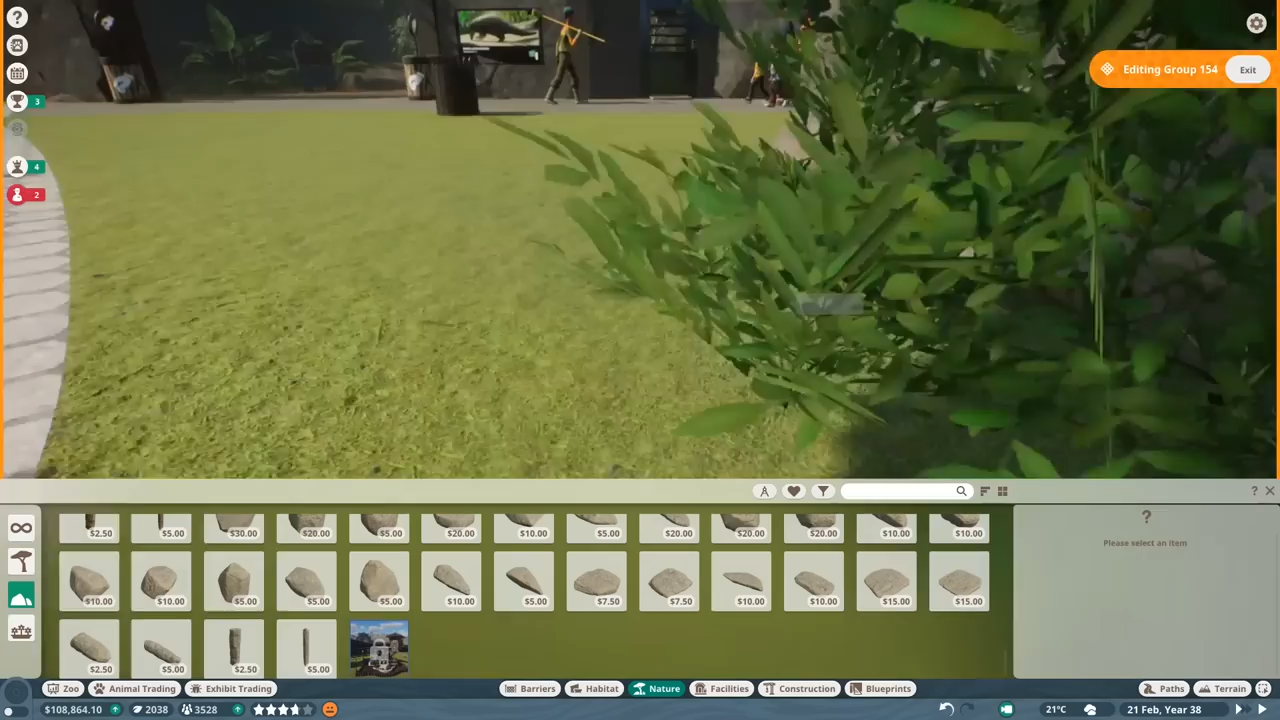 ?
Editing Group 154
Exit
3
4
2
?
$2.50
$5.00
$30.00
$20.00
$5.00
$20.00
$10.00
$5.00
$20.00
$20.00
$20.00
$10.00
$10.00
?
Please select an item
$10.00
$10.00
$5.00
$5.00
$5.00
$10.00
$5.00
$7.50
$7.50
$10.00
$10.00
$15.00
$15.00
$2.50
$5.00
$2.50
$5.00
Zoo
Animal Trading
Exhibit Trading
Barriers
Habitat
Nature
Facilities
Construction
Blueprints
Paths
Terrain
$108,864.10
2038
3528
21°C
21 Feb, Year 38